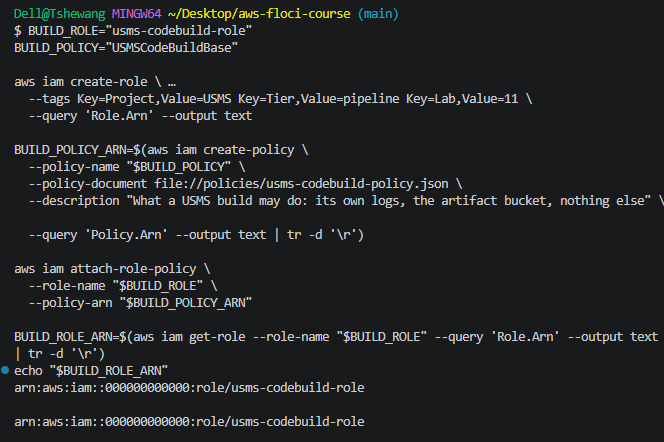 Dell@Tshewang MINGW64 ~/Desktop/aws-floci-course (main)
$ BUILD_ROLE="usms-codebuild-role"
BUILD_POLICY="USMSCodeBuildBase"
aws iam create-role \ …
  --tags Key=Project,Value=USMS Key=Tier,Value=pipeline Key=Lab,Value=11 \
  --query 'Role.Arn' --output text
BUILD_POLICY_ARN=$(aws iam create-policy \
  --policy-name "$BUILD_POLICY" \
  --policy-document file://policies/usms-codebuild-policy.json \
  --description "What a USMS build may do: its own logs, the artifact bucket, nothing else" \
  --query 'Policy.Arn' --output text | tr -d '\r')
aws iam attach-role-policy \
  --role-name "$BUILD_ROLE" \
  --policy-arn "$BUILD_POLICY_ARN"
BUILD_ROLE_ARN=$(aws iam get-role --role-name "$BUILD_ROLE" --query 'Role.Arn' --output text
| tr -d '\r')
echo "$BUILD_ROLE_ARN"
arn:aws:iam::000000000000:role/usms-codebuild-role
arn:aws:iam::000000000000:role/usms-codebuild-role